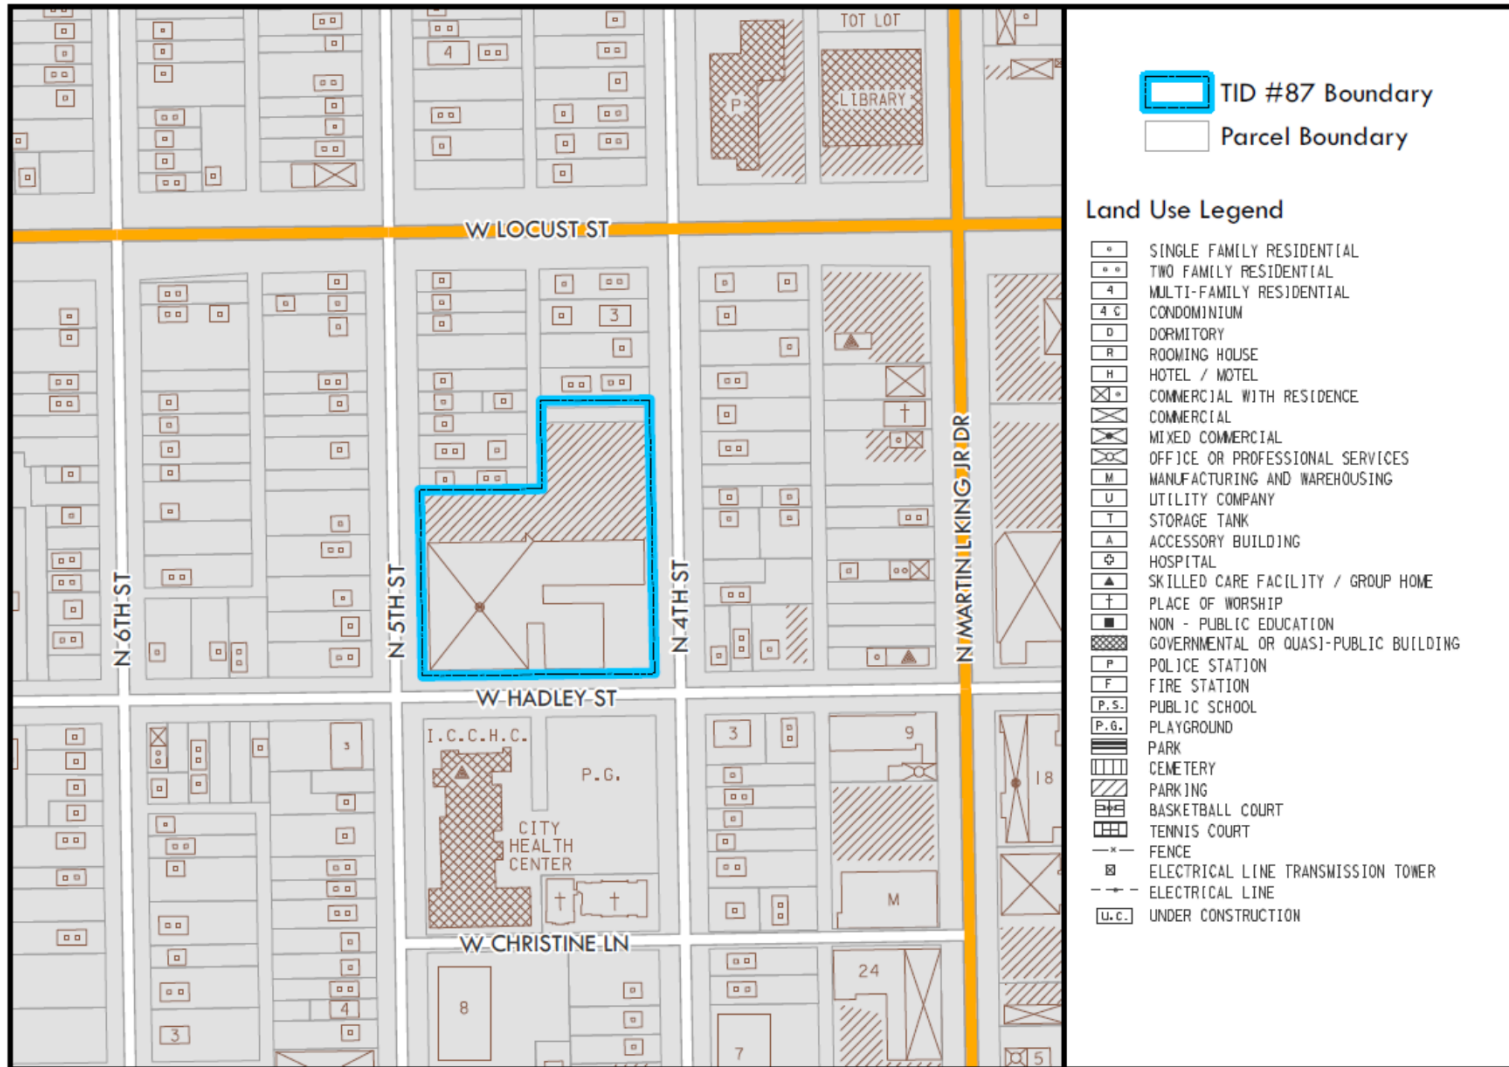 TOT LOT
4
P
LIBRARY
W LOCUST ST
3
N 6TH ST
N 5TH ST
N 4TH ST
N MARTIN L KING JR DR
W HADLEY ST
I.C.C.H.C.
P.G.
3
3
9
18
CITY
HEALTH
CENTER
M
W CHRISTINE LN
8
24
4
3
7
5
TID #87 Boundary
Parcel Boundary
Land Use Legend
SINGLE FAMILY RESIDENTIAL
TWO FAMILY RESIDENTIAL
4 MULTI-FAMILY RESIDENTIAL
4 C CONDOMINIUM
D DORMITORY
R ROOMING HOUSE
H HOTEL / MOTEL
COMMERCIAL WITH RESIDENCE
COMMERCIAL
MIXED COMMERCIAL
OFFICE OR PROFESSIONAL SERVICES
M MANUFACTURING AND WAREHOUSING
U UTILITY COMPANY
T STORAGE TANK
A ACCESSORY BUILDING
HOSPITAL
SKILLED CARE FACILITY / GROUP HOME
PLACE OF WORSHIP
NON - PUBLIC EDUCATION
GOVERNMENTAL OR QUASI-PUBLIC BUILDING
P POLICE STATION
F FIRE STATION
P.S. PUBLIC SCHOOL
P.G. PLAYGROUND
PARK
CEMETERY
PARKING
BASKETBALL COURT
TENNIS COURT
FENCE
ELECTRICAL LINE TRANSMISSION TOWER
ELECTRICAL LINE
U.C. UNDER CONSTRUCTION